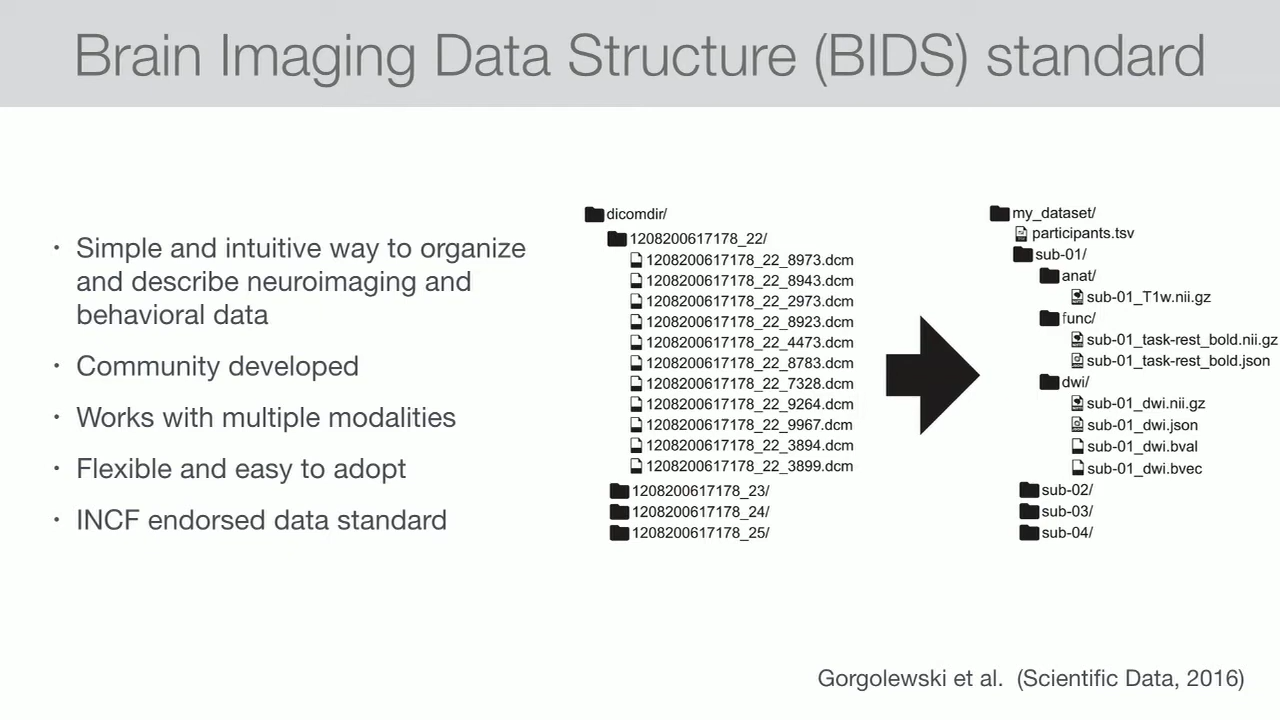 Brain Imaging Data Structure (BIDS) standard
• Simple and intuitive way to organize
and describe neuroimaging and
behavioral data
• Community developed
• Works with multiple modalities
• Flexible and easy to adopt
• INCF endorsed data standard
dicomdir/
1208200617178_22/
1208200617178_22_8973.dcm
1208200617178_22_8943.dcm
1208200617178_22_2973.dcm
1208200617178_22_8923.dcm
1208200617178_22_4473.dcm
1208200617178_22_8783.dcm
1208200617178_22_7328.dcm
1208200617178_22_9264.dcm
1208200617178_22_9967.dcm
1208200617178_22_3894.dcm
1208200617178_22_3899.dcm
1208200617178_23/
1208200617178_24/
1208200617178_25/
my_dataset/
participants.tsv
sub-01/
anat/
sub-01_T1w.nii.gz
func/
sub-01_task-rest_bold.nii.gz
sub-01_task-rest_bold.json
dwi/
sub-01_dwi.nii.gz
sub-01_dwi.json
sub-01_dwi.bval
sub-01_dwi.bvec
sub-02/
sub-03/
sub-04/
Gorgolewski et al. (Scientific Data, 2016)